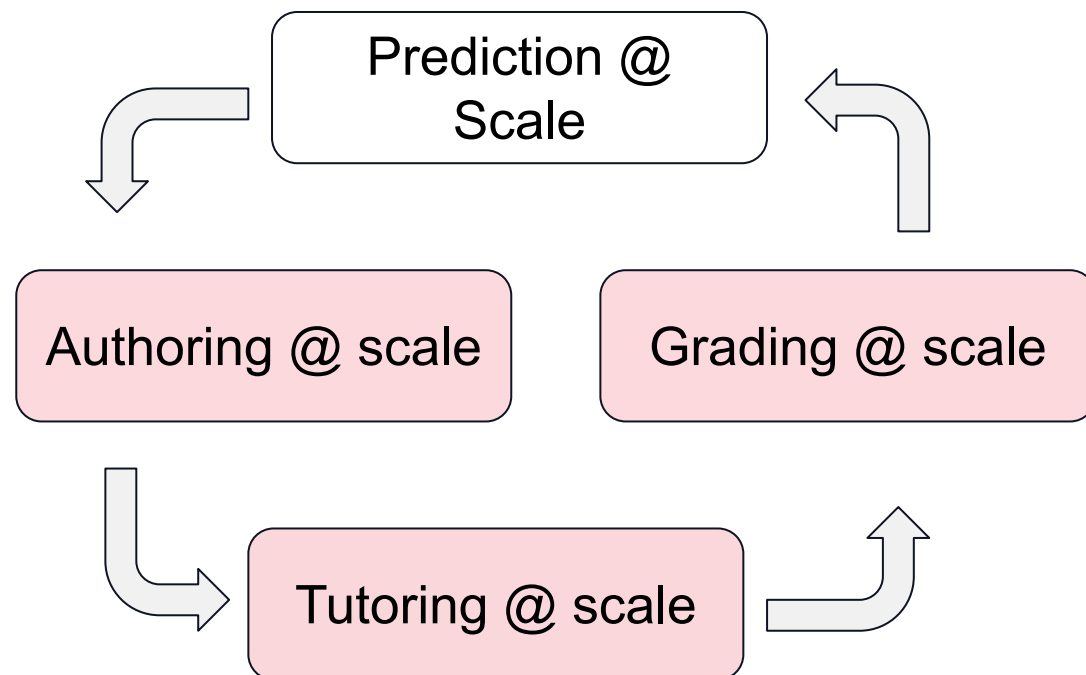 Prediction @
Scale
Authoring @ scale
Grading @ scale
Tutoring @ scale